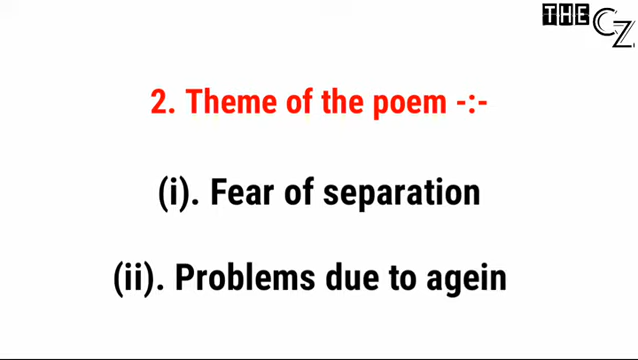 THE CZ
2. Theme of the poem -:-
(i). Fear of separation
(ii). Problems due to agein